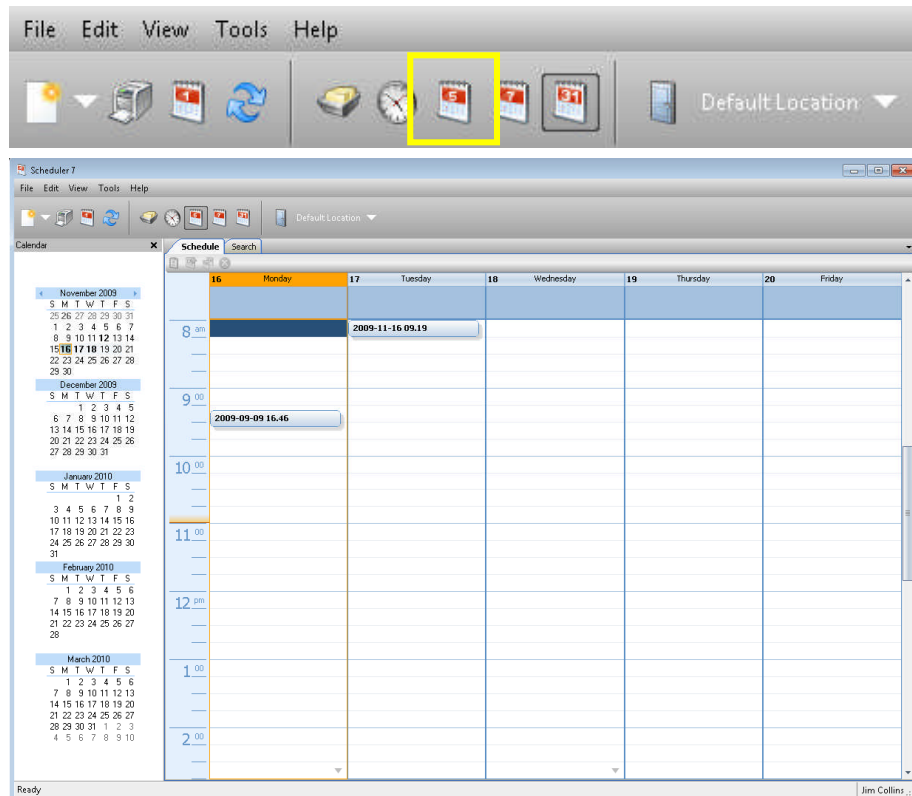 File Edit View Tools Help
1 5 7 31 Default Location
Scheduler 7
File Edit View Tools Help
Default Location
Calendar Schedule Search
16 Monday 17 Tuesday 18 Wednesday 19 Thursday 20 Friday
November 2009
S M T W T F S
25 26 27 28 29 30 31
1 2 3 4 5 6 7
8 9 10 11 12 13 14
15 16 17 18 19 20 21
22 23 24 25 26 27 28
29 30
December 2009
S M T W T F S
1 2 3 4 5
6 7 8 9 10 11 12
13 14 15 16 17 18 19
20 21 22 23 24 25 26
27 28 29 30 31
January 2010
S M T W T F S
1 2
3 4 5 6 7 8 9
10 11 12 13 14 15 16
17 18 19 20 21 22 23
24 25 26 27 28 29 30
31
February 2010
S M T W T F S
1 2 3 4 5 6
7 8 9 10 11 12 13
14 15 16 17 18 19 20
21 22 23 24 25 26 27
28
March 2010
S M T W T F S
1 2 3 4 5 6
7 8 9 10 11 12 13
14 15 16 17 18 19 20
21 22 23 24 25 26 27
28 29 30 31 1 2 3
4 5 6 7 8 9 10
8 am
2009-11-16 09.19
9 00
2009-09-09 16.46
10 00
11 00
12 pm
1 00
2 00
Ready Jim Collins